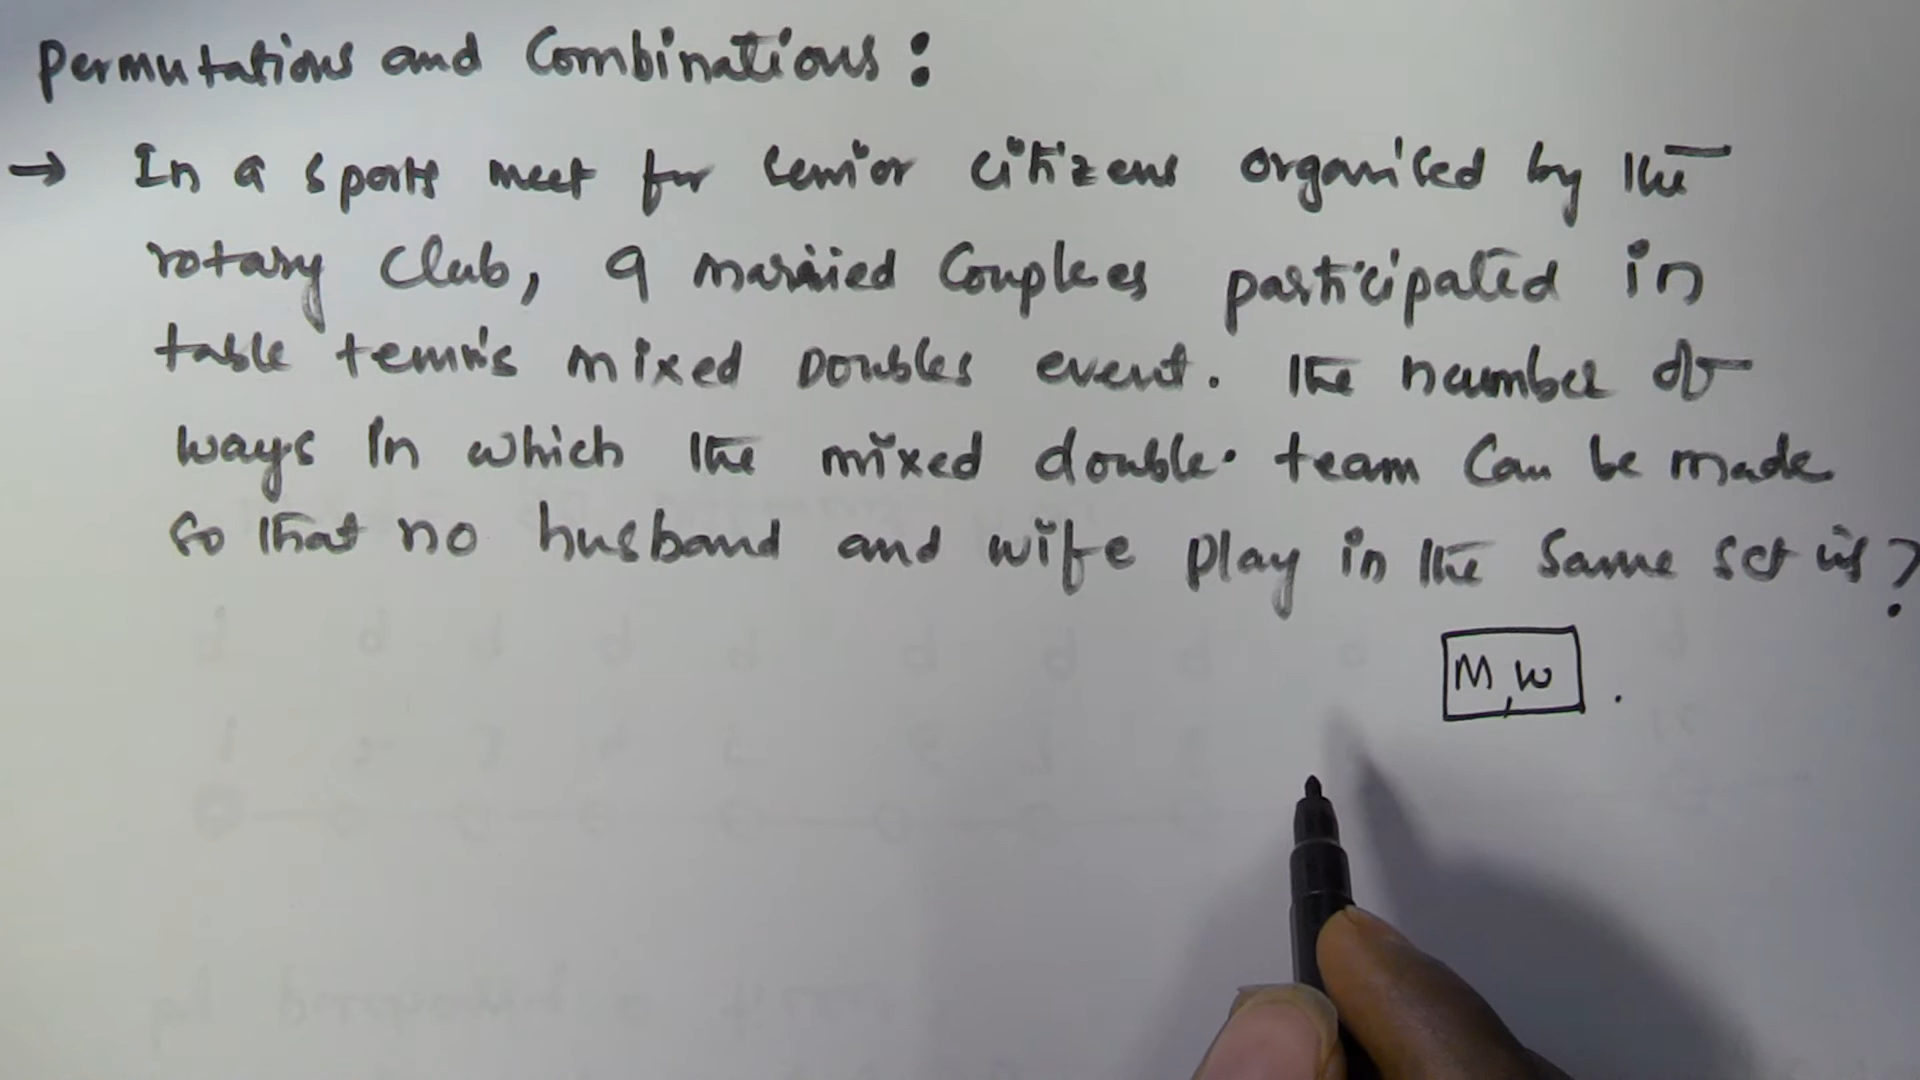 Permutations and Combinations:
→ In a sports meet for senior citizens organised by the
rotary club, 9 married couples participated in
table tennis mixed Doubles event. The number of
ways in which the mixed double team can be made
so that no husband and wife play in the same set is?
M, W